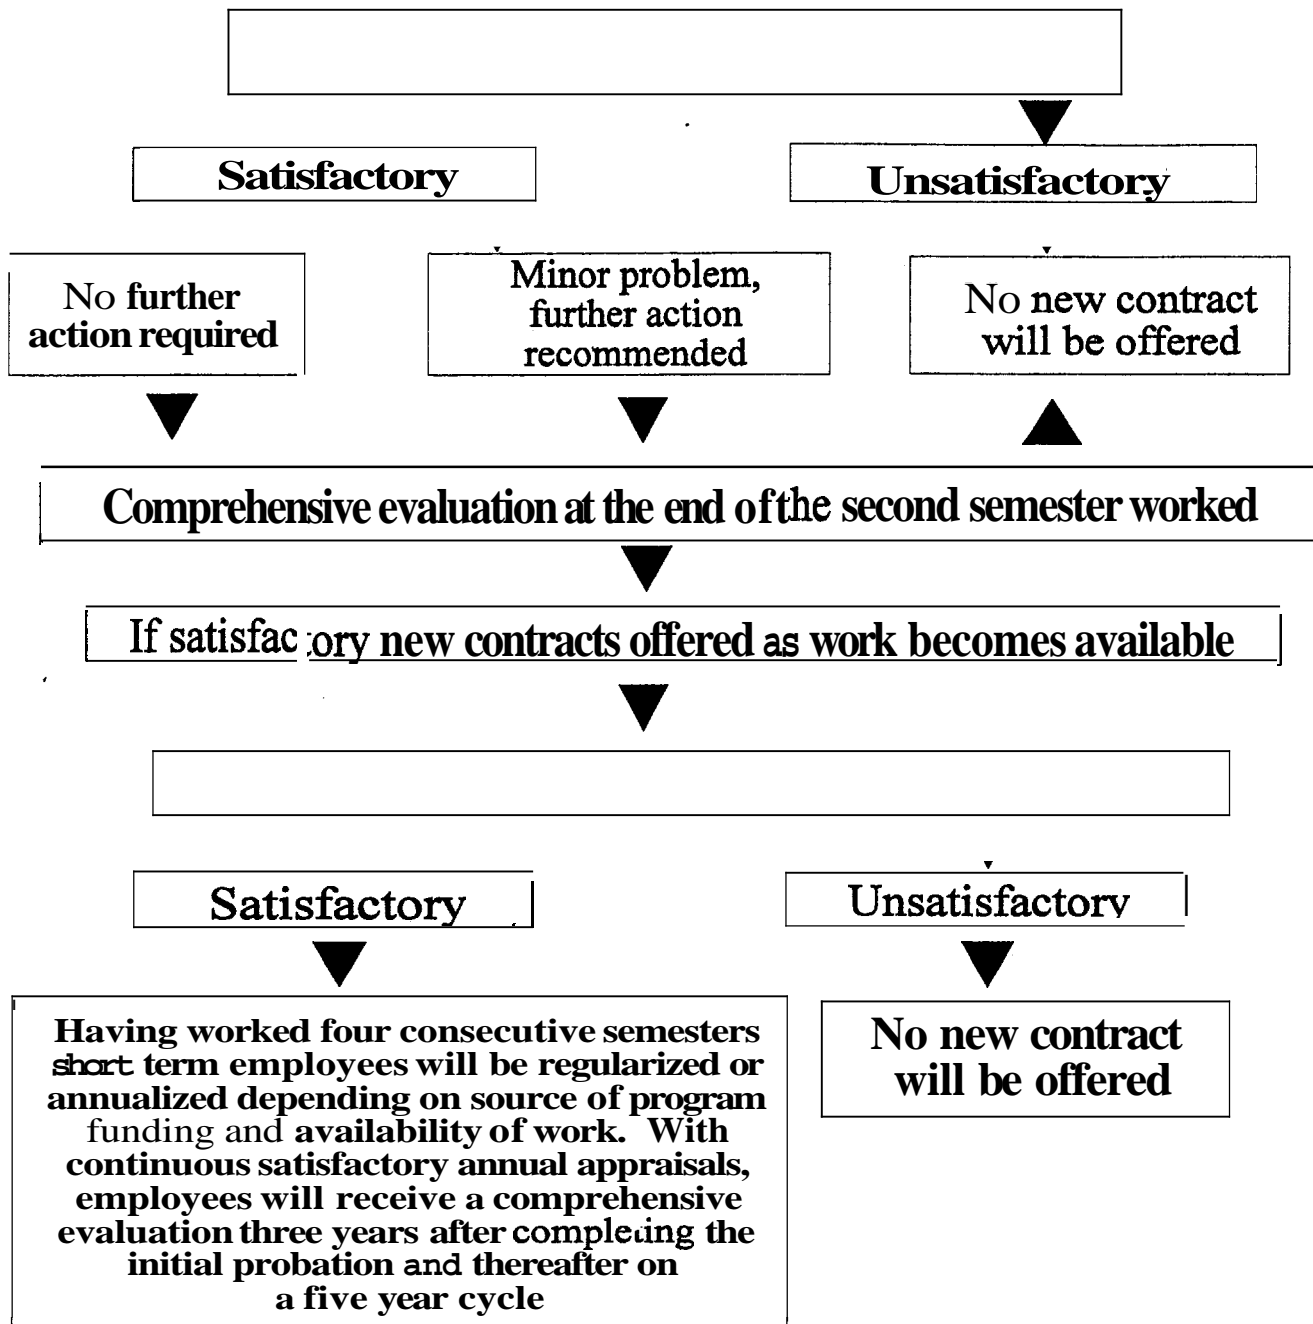 Satisfactory
Unsatisfactory
No further
action required
Minor problem,
further action
recommended
No new contract
will be offered
Comprehensive evaluation at the end of the second semester worked
If satisfactory new contracts offered as work becomes available
Satisfactory
Unsatisfactory
Having worked four consecutive semesters
short term employees will be regularized or
annualized depending on source of program
funding and availability of work. With
continuous satisfactory annual appraisals,
employees will receive a comprehensive
evaluation three years after completing the
initial probation and thereafter on
a five year cycle
No new contract
will be offered